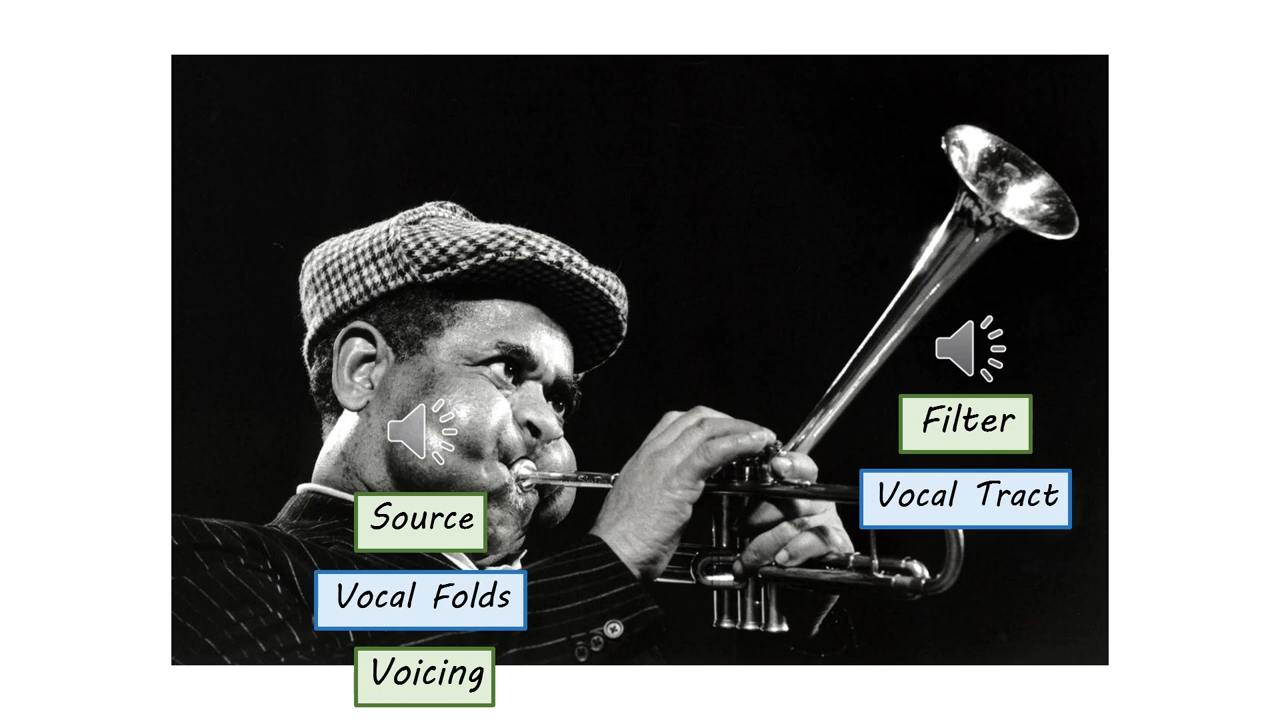 Filter
Vocal Tract
Source
Vocal Folds
Voicing